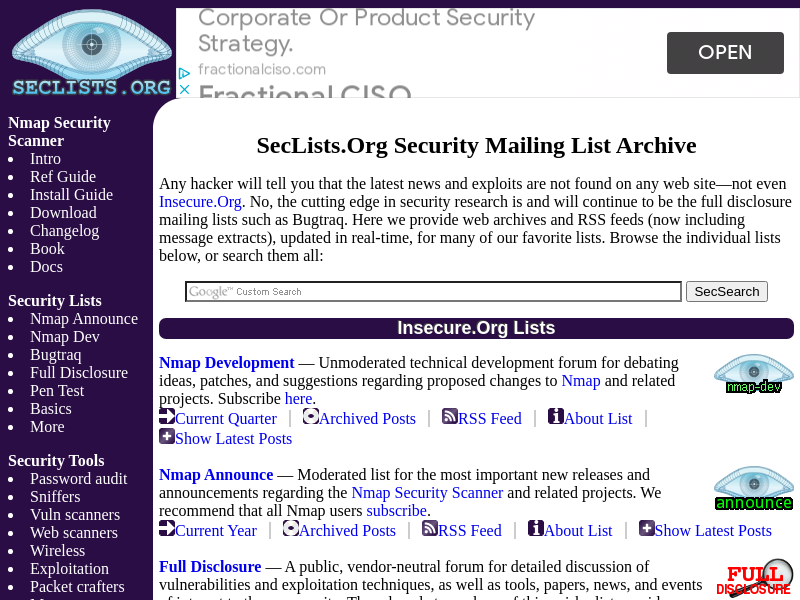 SECLISTS.ORG
Corporate Or Product Security
Strategy.
fractionalciso.com
Fractional CISO
OPEN
Nmap Security
Scanner
Intro
Ref Guide
Install Guide
Download
Changelog
Book
Docs
Security Lists
Nmap Announce
Nmap Dev
Bugtraq
Full Disclosure
Pen Test
Basics
More
Security Tools
Password audit
Sniffers
Vuln scanners
Web scanners
Wireless
Exploitation
Packet crafters
SecLists.Org Security Mailing List Archive
Any hacker will tell you that the latest news and exploits are not found on any web site—not even
Insecure.Org. No, the cutting edge in security research is and will continue to be the full disclosure
mailing lists such as Bugtraq. Here we provide web archives and RSS feeds (now including
message extracts), updated in real-time, for many of our favorite lists. Browse the individual lists
below, or search them all:
Google™ Custom Search
SecSearch
Insecure.Org Lists
Nmap Development — Unmoderated technical development forum for debating
ideas, patches, and suggestions regarding proposed changes to Nmap and related
projects. Subscribe here.
nmap-dev
Current Quarter | Archived Posts | RSS Feed | About List |
Show Latest Posts
Nmap Announce — Moderated list for the most important new releases and
announcements regarding the Nmap Security Scanner and related projects. We
recommend that all Nmap users subscribe.
announce
Current Year | Archived Posts | RSS Feed | About List | Show Latest Posts
Full Disclosure — A public, vendor-neutral forum for detailed discussion of
vulnerabilities and exploitation techniques, as well as tools, papers, news, and events
FULL
DISCLOSURE